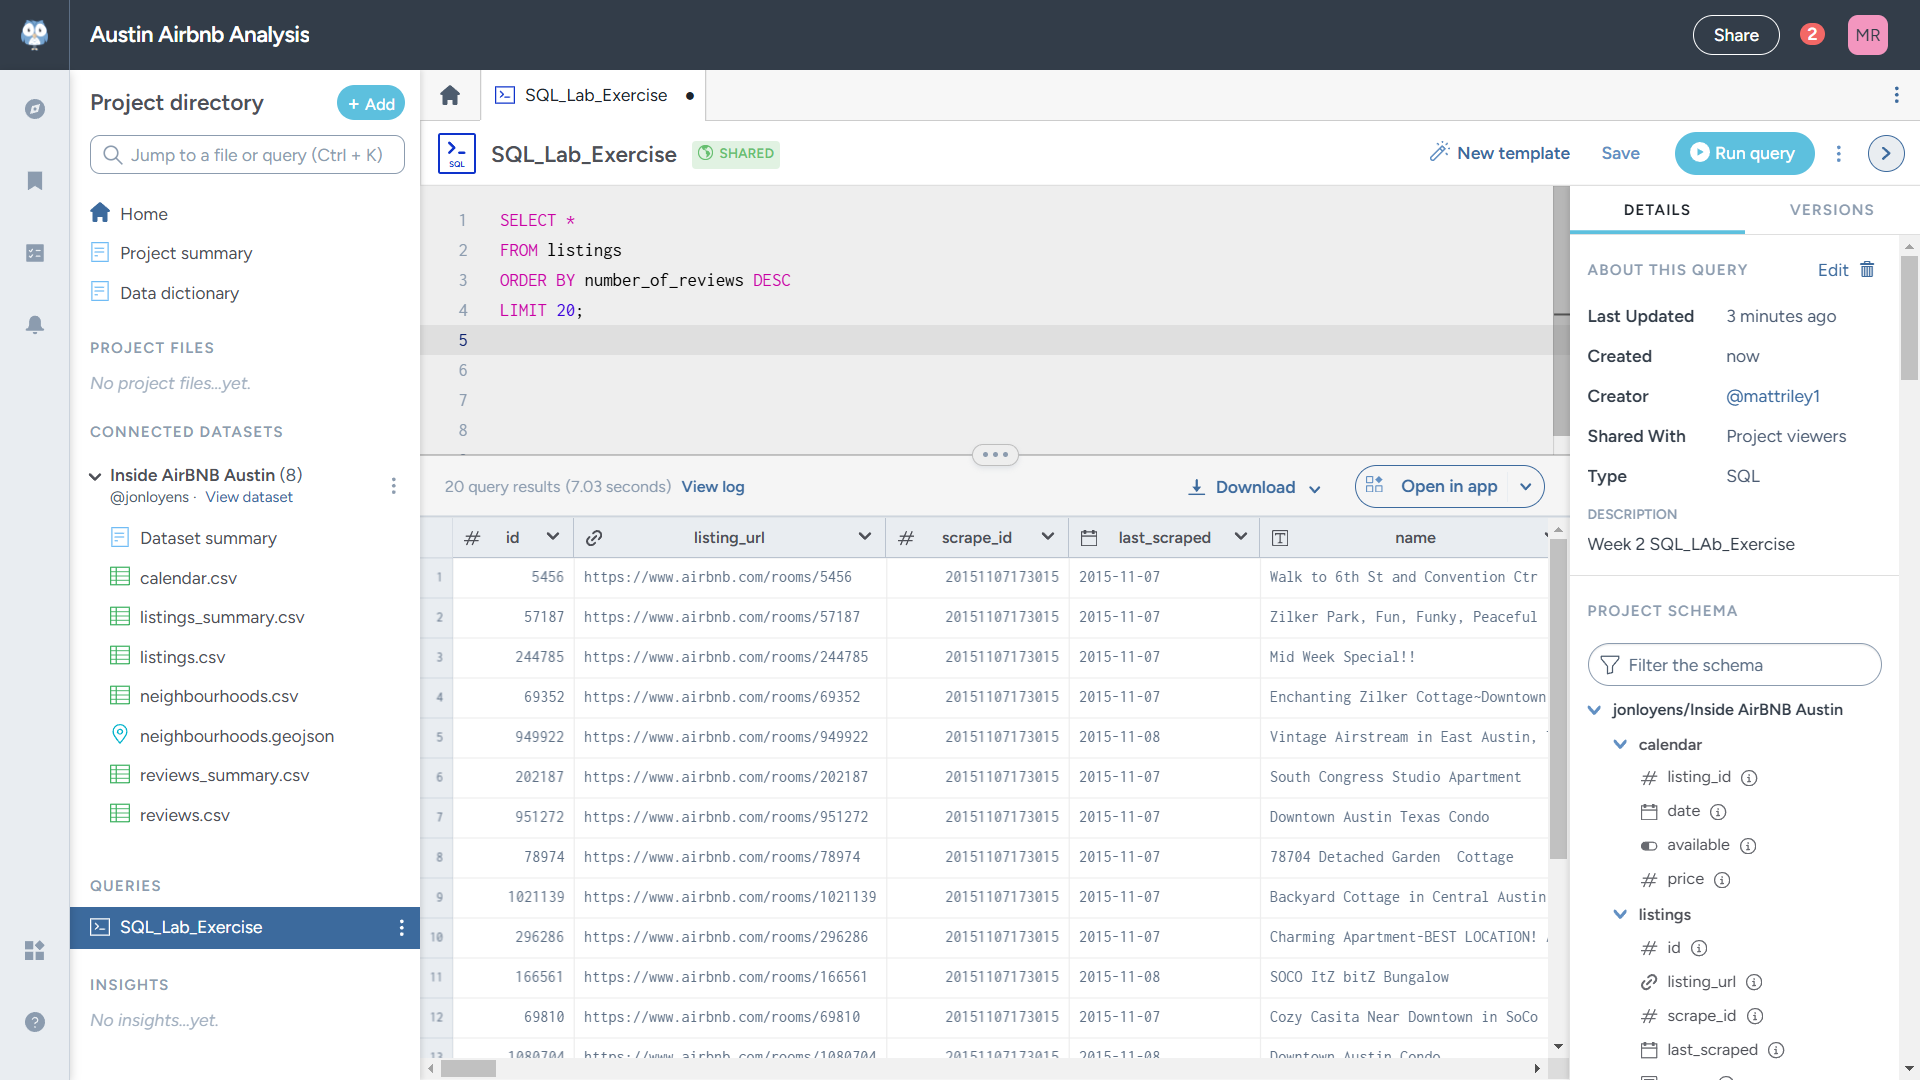 Austin Airbnb Analysis
Share
2
MR
Project directory
+ Add
Jump to a file or query (Ctrl + K)
Home
Project summary
Data dictionary
PROJECT FILES
No project files...yet.
CONNECTED DATASETS
Inside AirBNB Austin (8)
@jonloyens · View dataset
Dataset summary
calendar.csv
listings_summary.csv
listings.csv
neighbourhoods.csv
neighbourhoods.geojson
reviews_summary.csv
reviews.csv
QUERIES
SQL_Lab_Exercise
INSIGHTS
No insights...yet.
SQL_Lab_Exercise
SQL
SQL_Lab_Exercise
SHARED
New template
Save
Run query
1 SELECT *
2 FROM listings
3 ORDER BY number_of_reviews DESC
4 LIMIT 20;
5
6
7
8
20 query results (7.03 seconds) View log
Download
Open in app
id listing_url scrape_id last_scraped name
1 5456 https://www.airbnb.com/rooms/5456 20151107173015 2015-11-07 Walk to 6th St and Convention Ctr
2 57187 https://www.airbnb.com/rooms/57187 20151107173015 2015-11-07 Zilker Park, Fun, Funky, Peaceful
3 244785 https://www.airbnb.com/rooms/244785 20151107173015 2015-11-07 Mid Week Special!!
4 69352 https://www.airbnb.com/rooms/69352 20151107173015 2015-11-07 Enchanting Zilker Cottage~Downtown
5 949922 https://www.airbnb.com/rooms/949922 20151107173015 2015-11-08 Vintage Airstream in East Austin,
6 202187 https://www.airbnb.com/rooms/202187 20151107173015 2015-11-07 South Congress Studio Apartment
7 951272 https://www.airbnb.com/rooms/951272 20151107173015 2015-11-07 Downtown Austin Texas Condo
8 78974 https://www.airbnb.com/rooms/78974 20151107173015 2015-11-07 78704 Detached Garden  Cottage
9 1021139 https://www.airbnb.com/rooms/1021139 20151107173015 2015-11-07 Backyard Cottage in Central Austin
10 296286 https://www.airbnb.com/rooms/296286 20151107173015 2015-11-07 Charming Apartment-BEST LOCATION!
11 166561 https://www.airbnb.com/rooms/166561 20151107173015 2015-11-08 SOCO ItZ bitZ Bungalow
12 69810 https://www.airbnb.com/rooms/69810 20151107173015 2015-11-07 Cozy Casita Near Downtown in SoCo
13 1080704 https://www.airbnb.com/rooms/1080704 20151107173015 2015-11-08 Downtown Austin Condo
DETAILS
VERSIONS
ABOUT THIS QUERY
Edit
Last Updated 3 minutes ago
Created now
Creator @mattriley1
Shared With Project viewers
Type SQL
DESCRIPTION
Week 2 SQL_LAb_Exercise
PROJECT SCHEMA
Filter the schema
jonloyens/Inside AirBNB Austin
calendar
listing_id
date
available
price
listings
id
listing_url
scrape_id
last_scraped